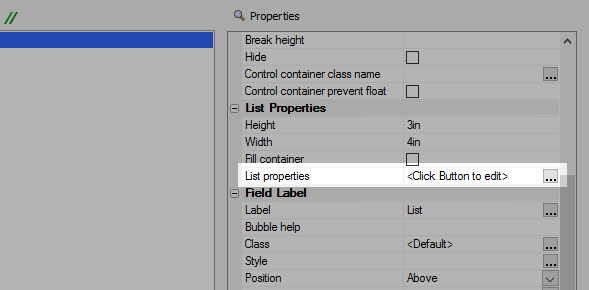 //
Properties
Break height
Hide
Control container class name ...
Control container prevent float
List Properties
Height 3in
Width 4in
Fill container
List properties <Click Button to edit> ...
Field Label
Label List ...
Bubble help
Class <Default> ...
Style ...
Position Above